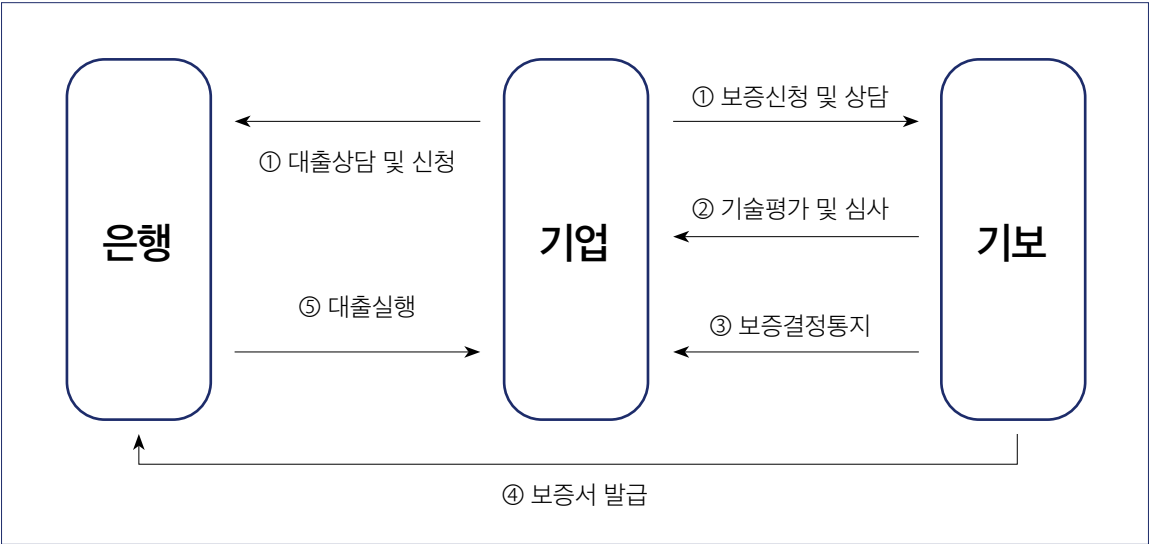 ① 보증신청 및 상담
① 대출상담 및 신청
② 기술평가 및 심사
은행
기업
기보
⑤ 대출실행
③ 보증결정통지
④ 보증서 발급